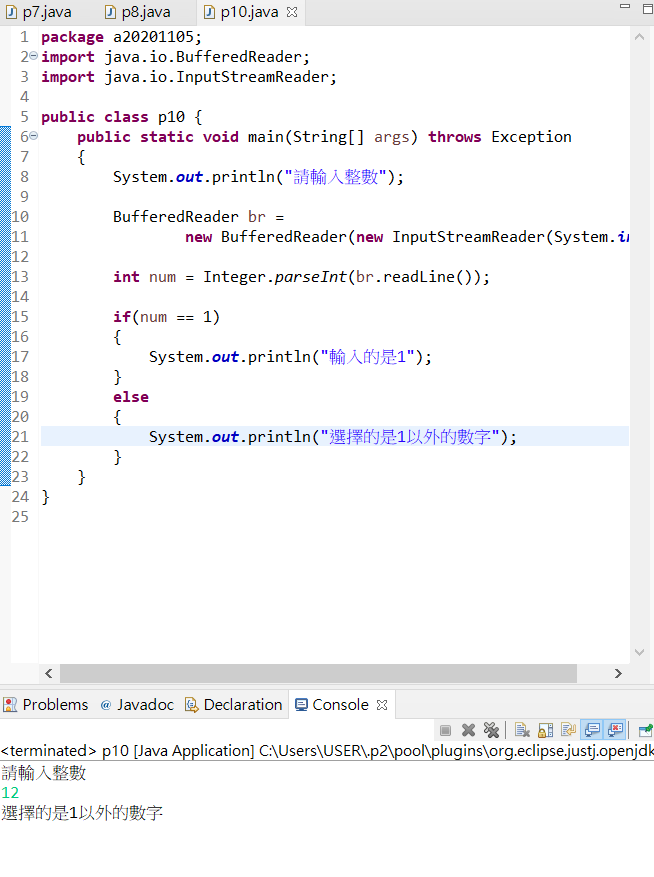 p7.java p8.java p10.java
1 package a20201105;
2 import java.io.BufferedReader;
3 import java.io.InputStreamReader;
4
5 public class p10 {
6 public static void main(String[] args) throws Exception
7 {
8 System.out.println("請輸入整數");
9
10 BufferedReader br =
11 new BufferedReader(new InputStreamReader(System.in
12
13 int num = Integer.parseInt(br.readLine());
14
15 if(num == 1)
16 {
17 System.out.println("輸入的是1");
18 }
19 else
20 {
21 System.out.println("選擇的是1以外的數字");
22 }
23 }
24 }
25
Problems @ Javadoc Declaration Console
<terminated> p10 [Java Application] C:\Users\USER\.p2\pool\plugins\org.eclipse.justj.openjdk
請輸入整數
12
選擇的是1以外的數字